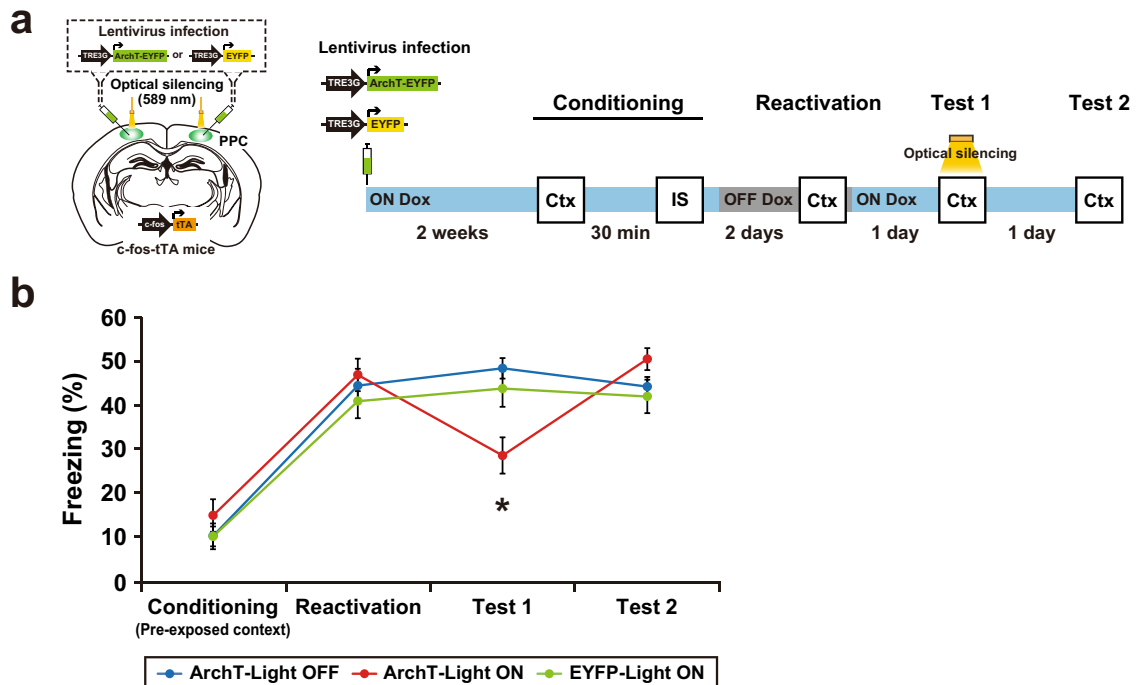 a
Lentivirus infection
TRE3G ArchT-EYFP or TRE3G EYFP
Optical silencing
(589 nm)
PPC
c-fos tTA
c-fos-tTA mice
Lentivirus infection
TRE3G ArchT-EYFP
TRE3G EYFP
Conditioning Reactivation Test 1 Test 2
Optical silencing
ON Dox Ctx IS OFF Dox Ctx ON Dox Ctx Ctx
2 weeks 30 min 2 days 1 day 1 day
b
Freezing (%)
60
50
40
30
20
10
0
*
Conditioning Reactivation Test 1 Test 2
(Pre-exposed context)
ArchT-Light OFF ArchT-Light ON EYFP-Light ON